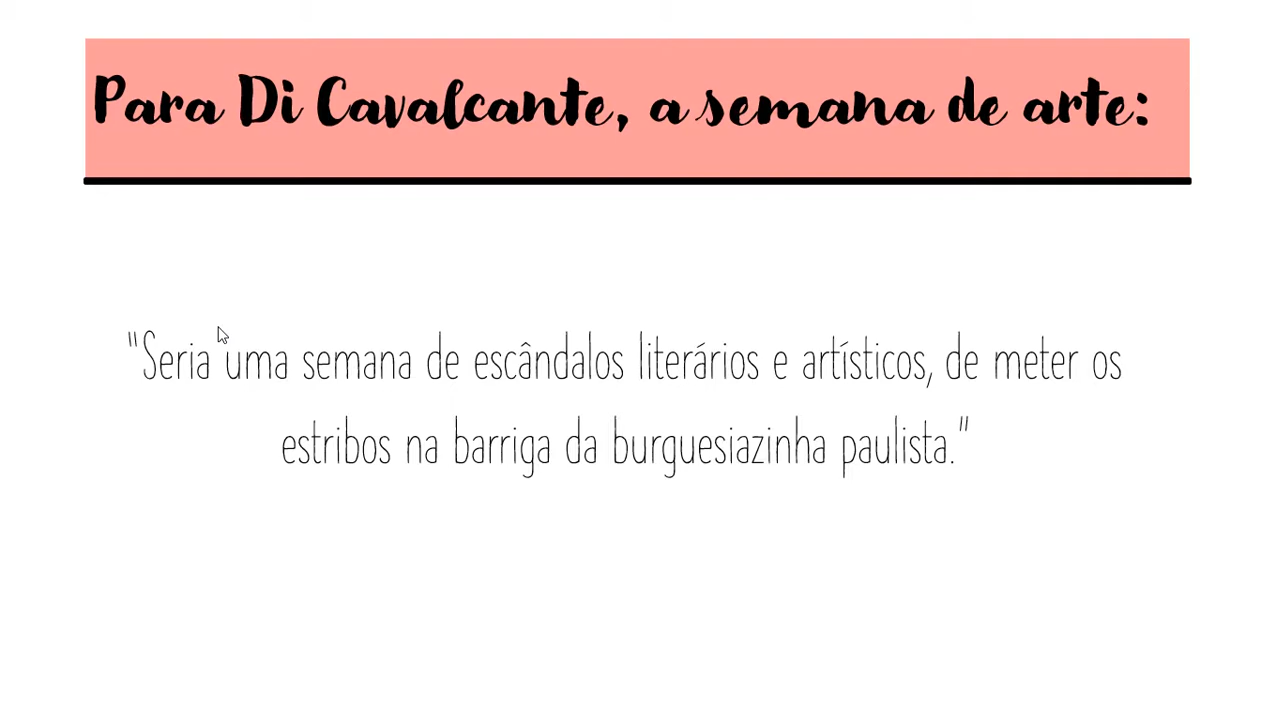 Para Di Cavalcante, a semana de arte:
"Seria uma semana de escândalos literários e artísticos, de meter os
estribos na barriga da burguesiazinha paulista."